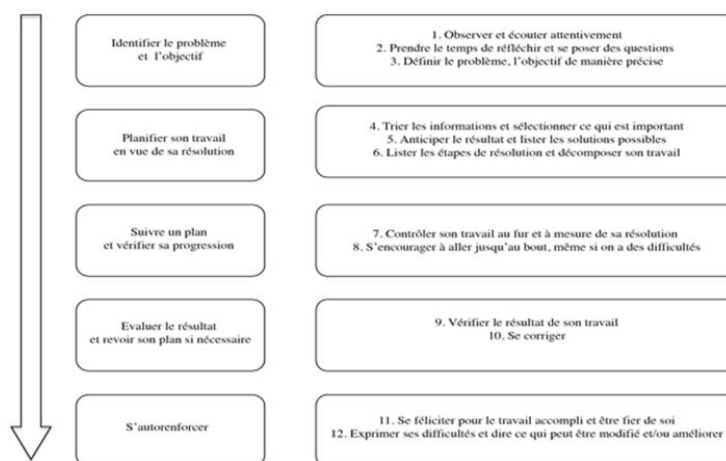 Identifier le problème
et l'objectif
1. Observer et écouter attentivement
2. Prendre le temps de réfléchir et se poser des questions
3. Définir le problème, l'objectif de manière précise
Planifier son travail
en vue de sa résolution
4. Trier les informations et sélectionner ce qui est important
5. Anticiper le résultat et lister les solutions possibles
6. Lister les étapes de résolution et décomposer son travail
Suivre un plan
et vérifier sa progression
7. Contrôler son travail au fur et à mesure de sa résolution
8. S'encourager à aller jusqu'au bout, même si on a des difficultés
Evaluer le résultat
et revoir son plan si nécessaire
9. Vérifier le résultat de son travail
10. Se corriger
S'autorenforcer
11. Se féliciter pour le travail accompli et être fier de soi
12. Exprimer ses difficultés et dire ce qui peut être modifié et/ou améliorer